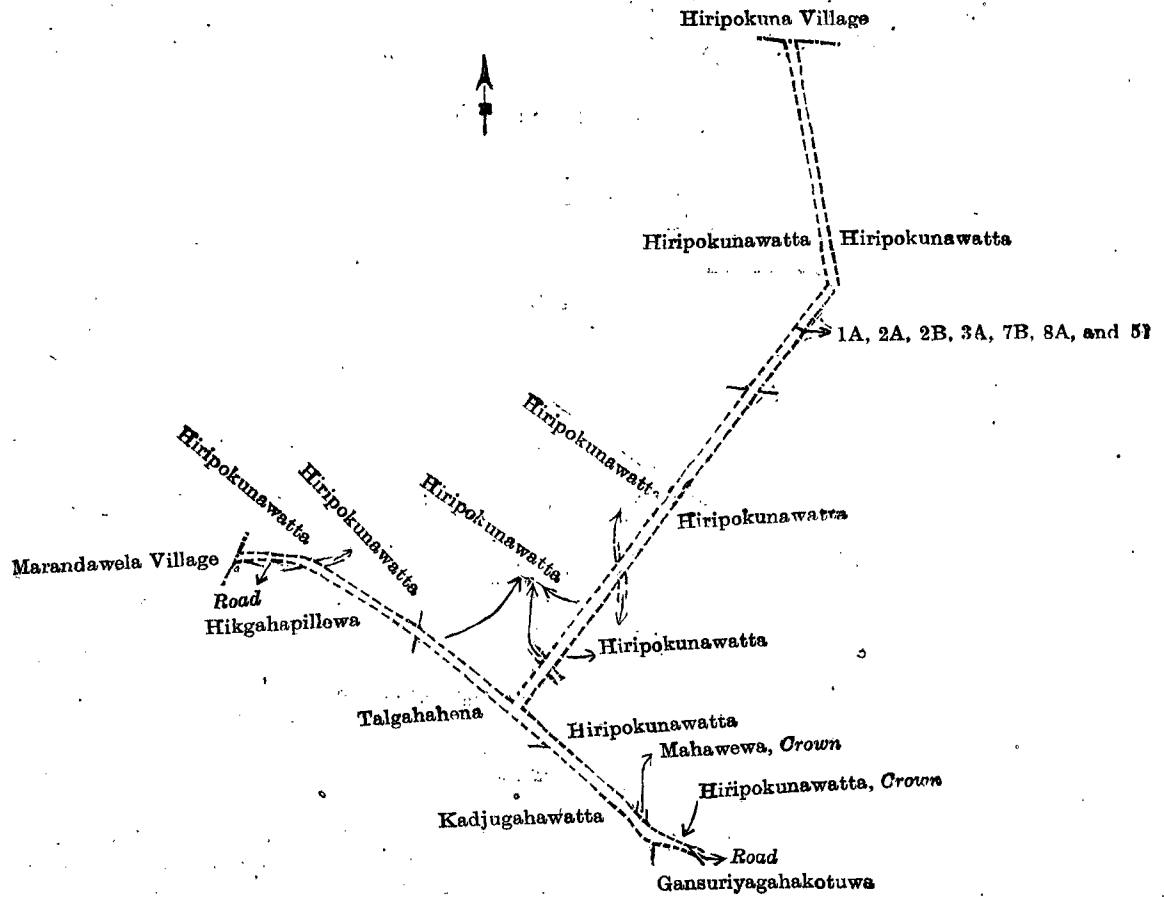 Hiripokuna Village
Hiripokunawatta
Hiripokunawatta
1A, 2A, 2B, 3A, 7B, 8A, and
Hiripokunawatta
Hiripokunawatta
Hiripokunawatta
Hiripokunawatta
Hiripokunawatta
Marandawela Village
Road
Hikgahapillewa
Hiripokunawatta
Talgahahena
Hiripokunawatta
Mahawewa, Crown
Hiripokunawatta, Crown
Kadjugahawatta
Road
Gansuriyagahakotuwa